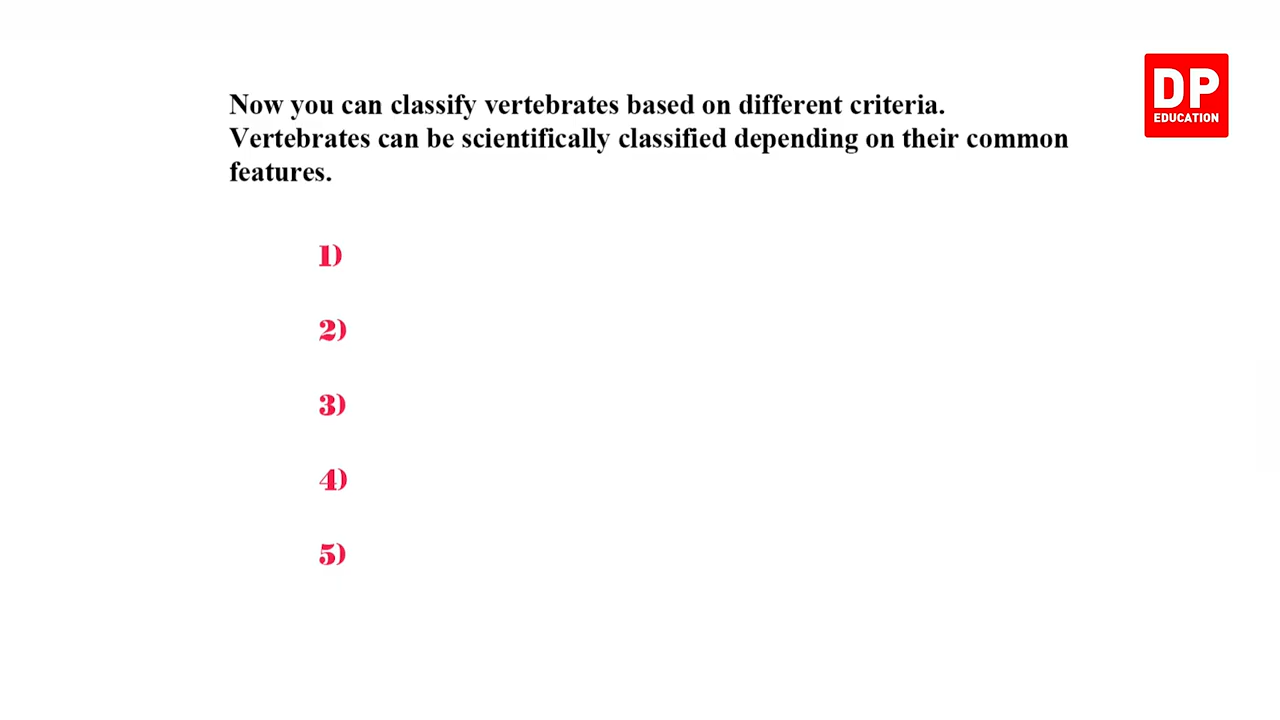 DP
EDUCATION
Now you can classify vertebrates based on different criteria.
Vertebrates can be scientifically classified depending on their common
features.
1)
2)
3)
4)
5)